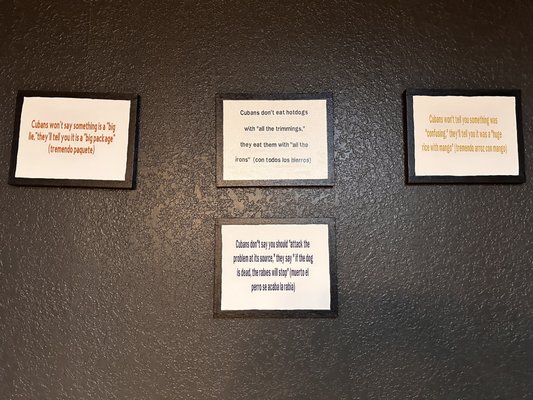 Cubans won't say something is a "big
lie," they'll tell you it is a "big package"
(tremendo paquete)
Cubans don't eat hotdogs
with "all the trimmings,"
they eat them with "all the
irons" (con todos los hierros)
Cubans won't tell you something was
"confusing," they'll tell you it was a "huge
rice with mango" (tremendo arroz con mango)
Cubans don"t say you should "attack the
problem at its source," they say " if the dog
is dead, the rabies will stop" (muerto el
perro se acaba la rabia)